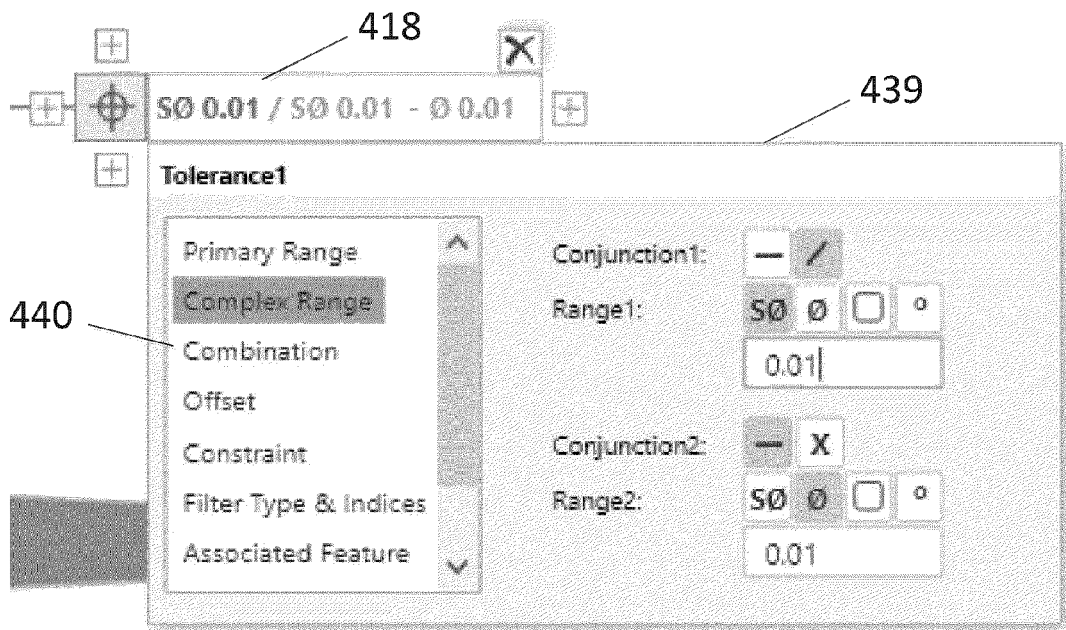 418
X
SØ 0.01 / SØ 0.01 - Ø 0.01
439
Tolerance1
Primary Range
Complex Range
440
Combination
Offset
Constraint
Filter Type & Indices
Associated Feature
Conjunction1: — /
Range1: SØ Ø ▢ °
0.01
Conjunction2: — X
Range2: SØ Ø ▢ °
0.01